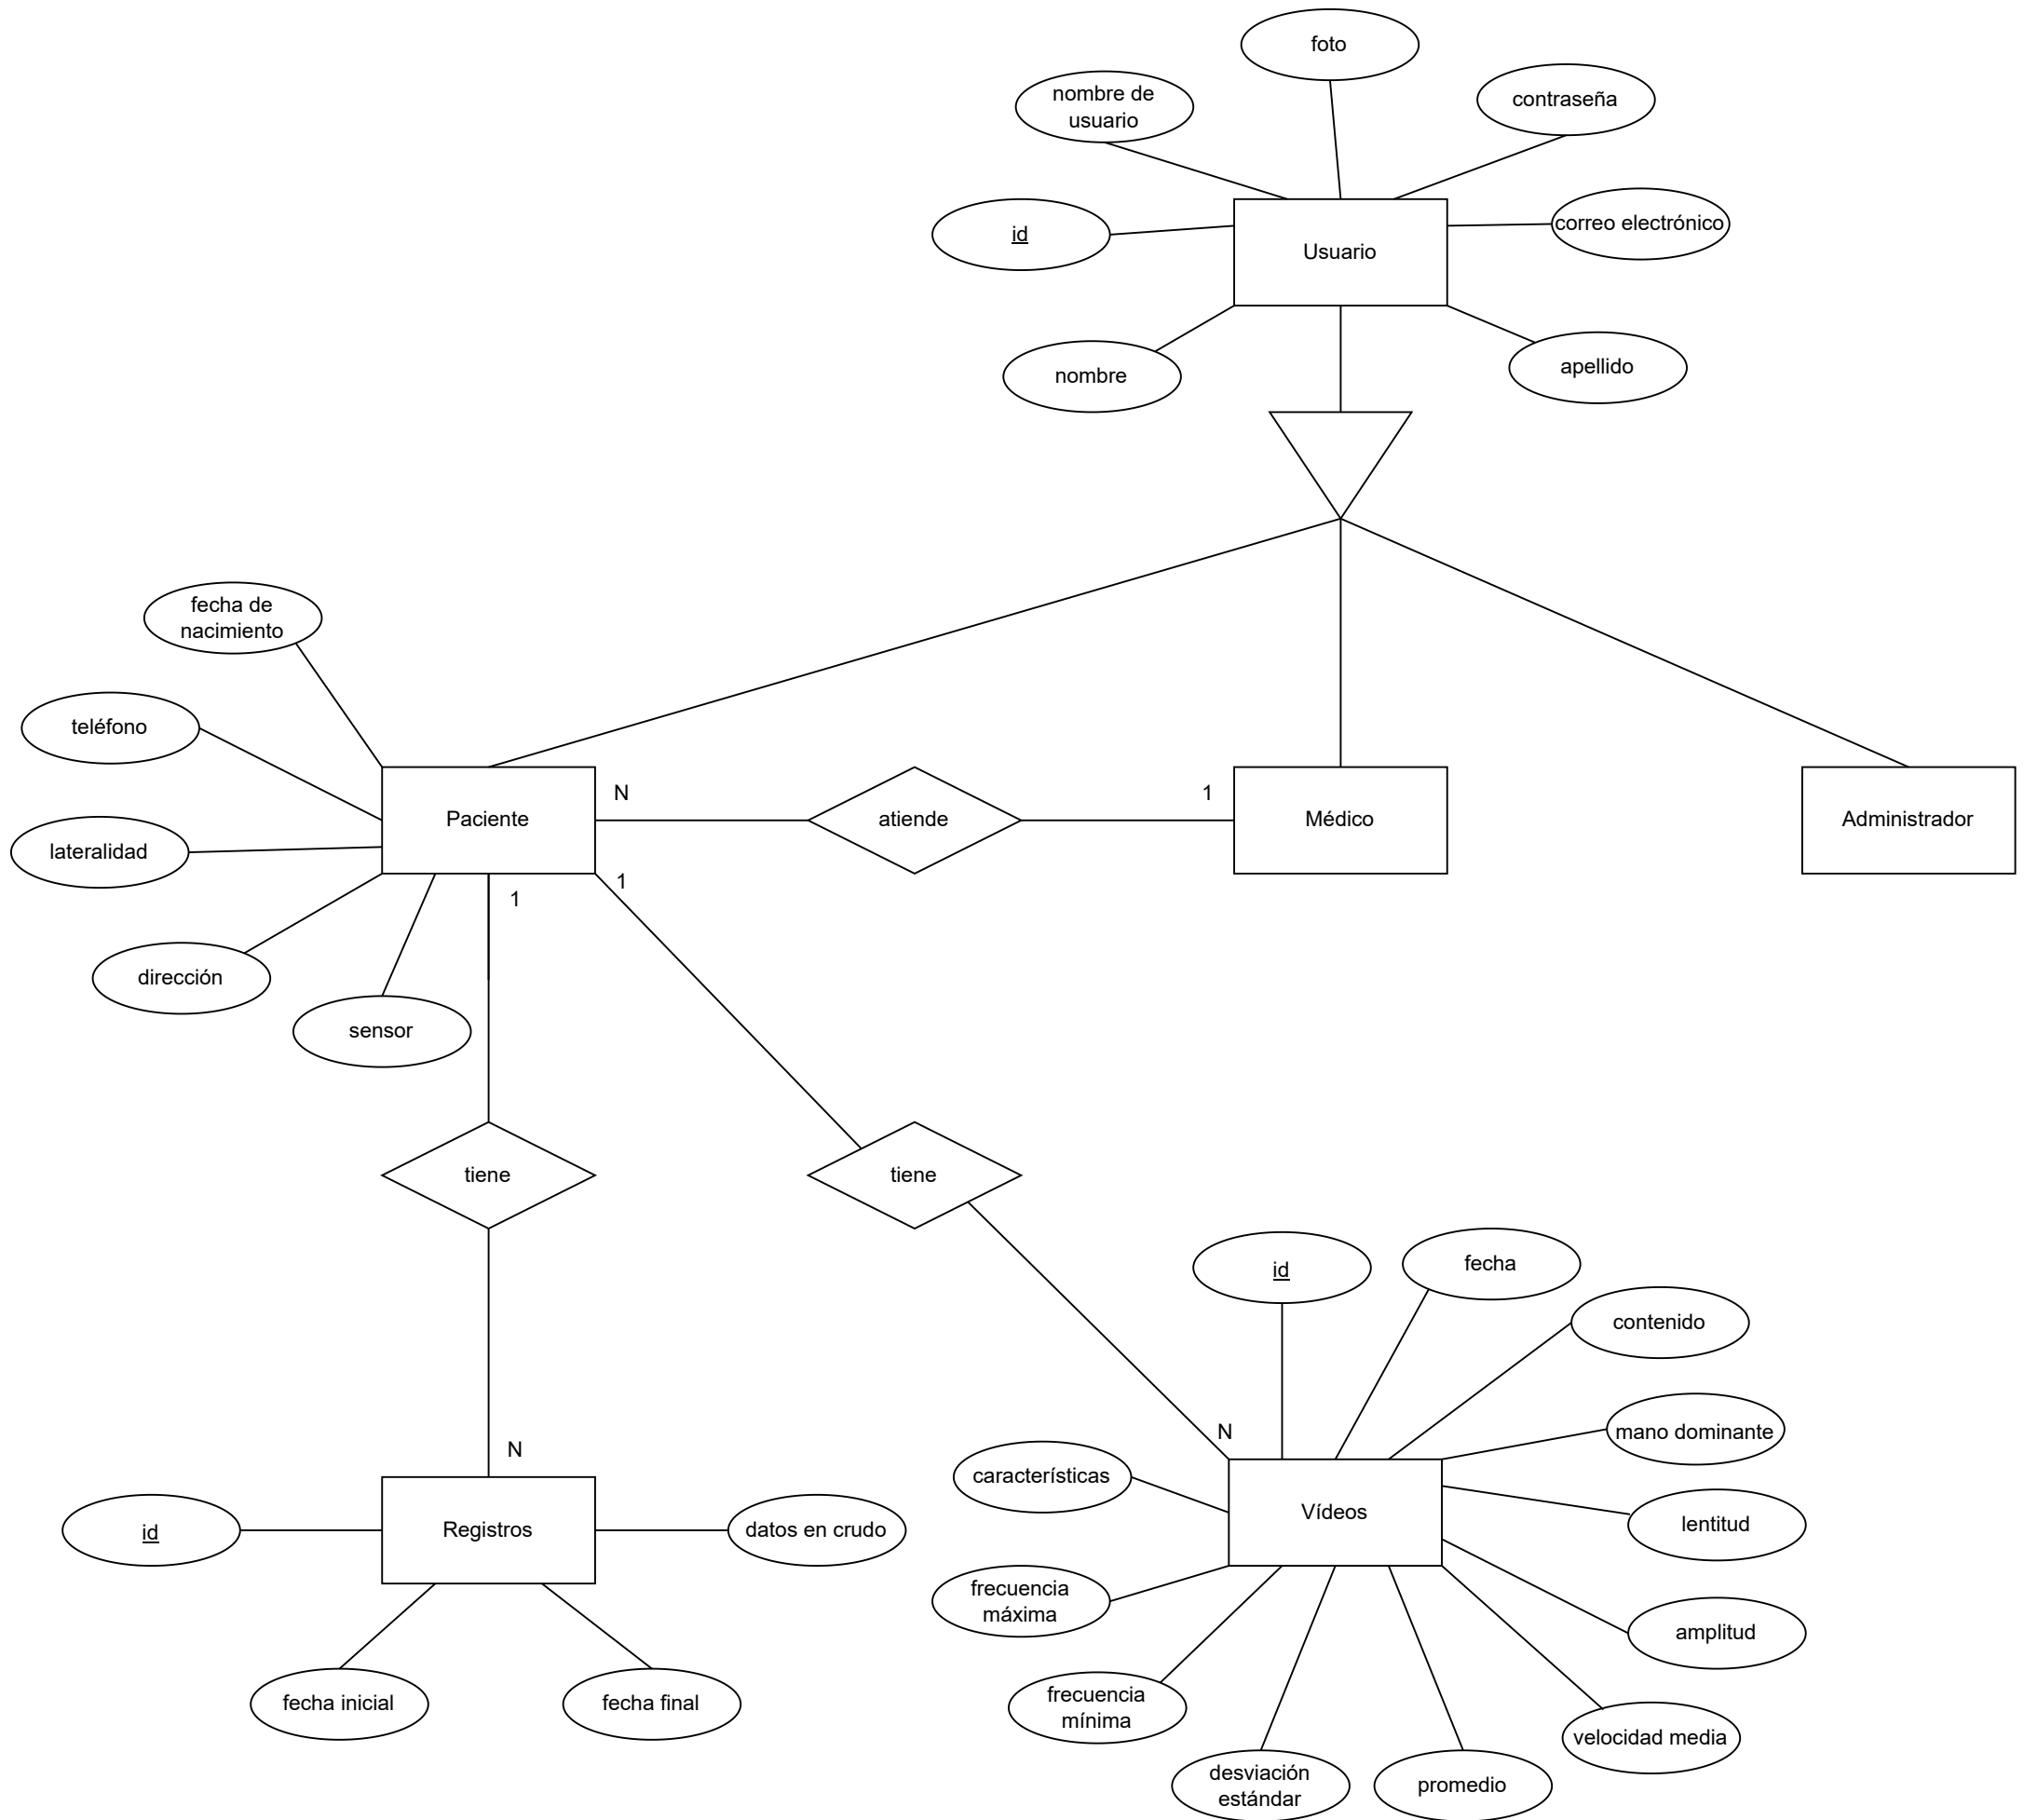 foto
nombre de
usuario
contraseña
id
correo electrónico
Usuario
nombre
apellido
fecha de
nacimiento
teléfono
lateralidad
Paciente
N
atiende
1
Médico
Administrador
1
1
dirección
sensor
tiene
tiene
id
fecha
contenido
N
mano dominante
N
características
Vídeos
lentitud
id
Registros
datos en crudo
frecuencia
máxima
amplitud
fecha inicial
fecha final
frecuencia
mínima
velocidad media
desviación
estándar
promedio